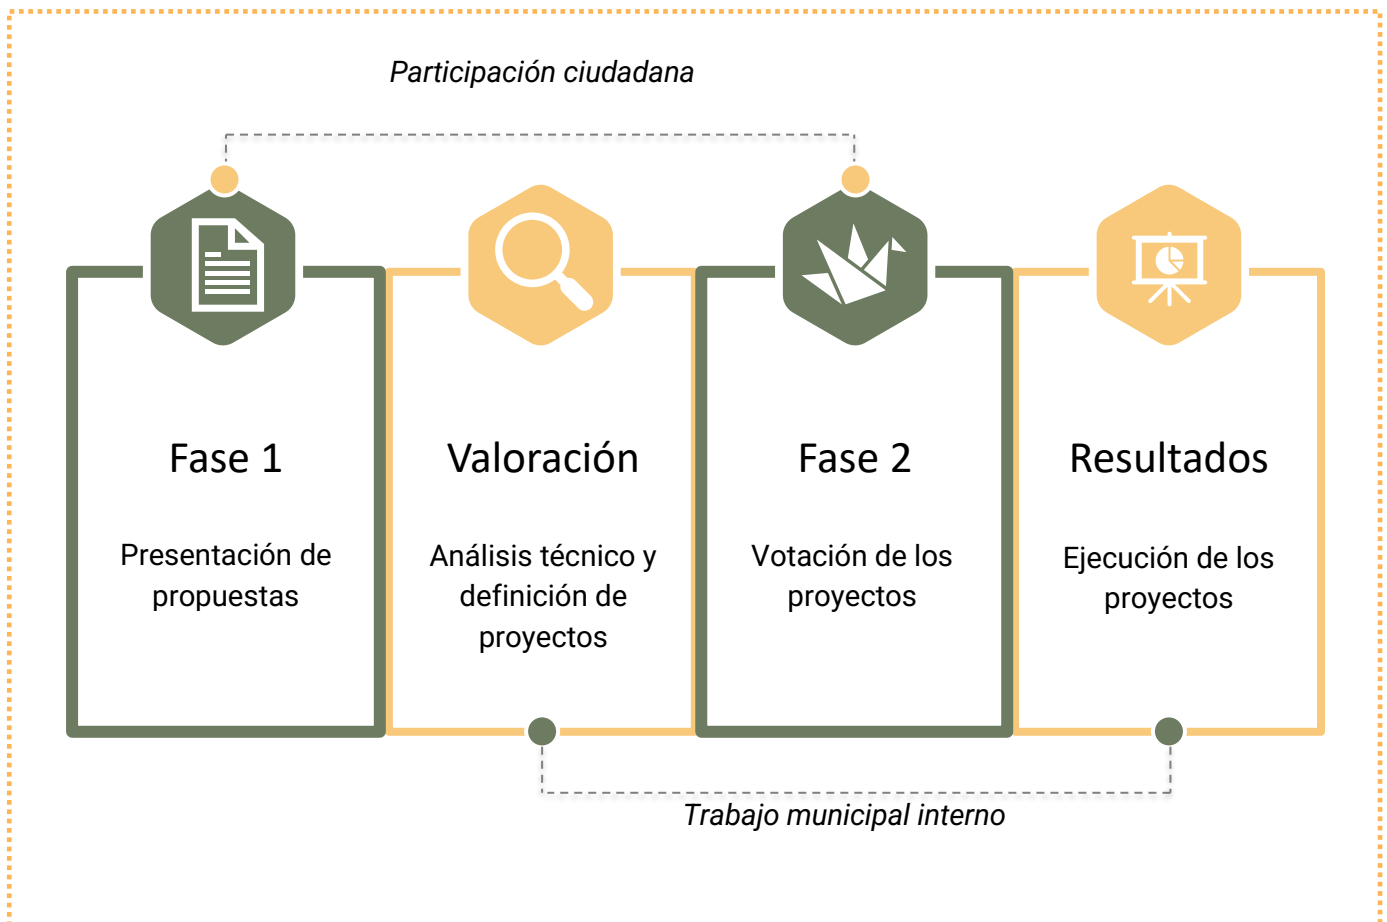 Participación ciudadana
Fase 1
Presentación de
propuestas
Valoración
Análisis técnico y
definición de
proyectos
Fase 2
Votación de los
proyectos
Resultados
Ejecución de los
proyectos
Trabajo municipal interno